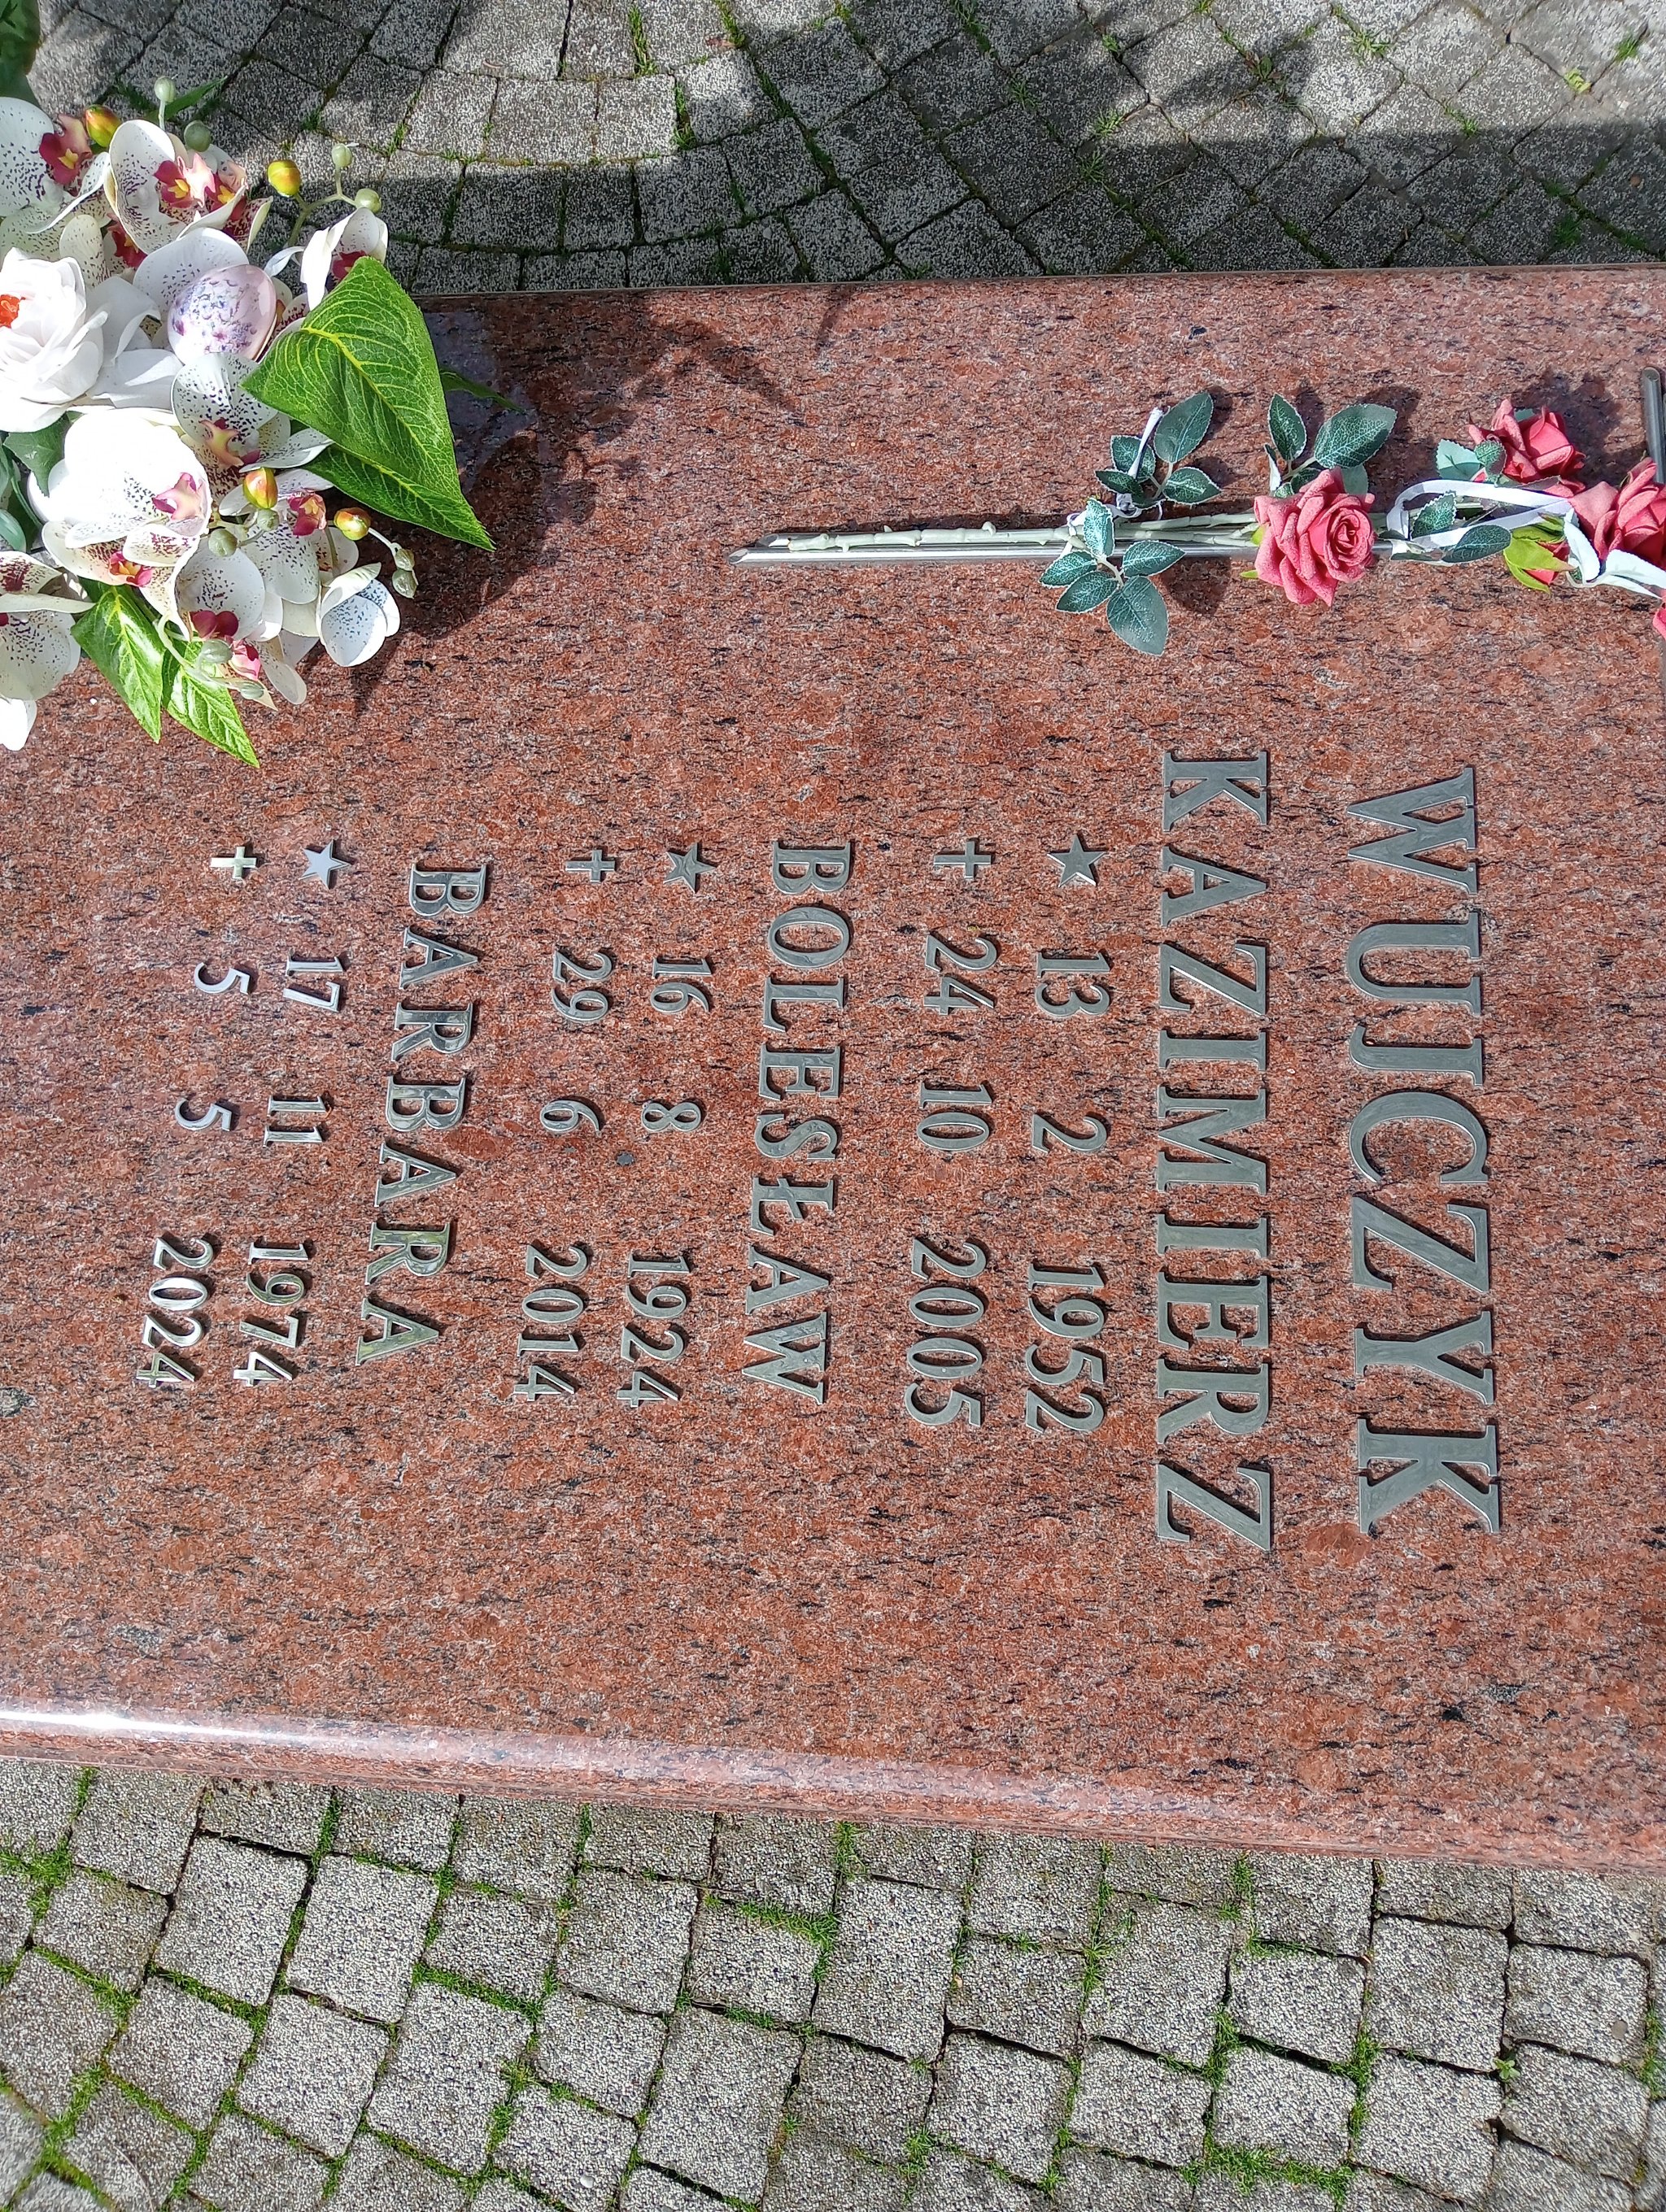 WUJCZYK
KAZIMIERZ
★ 13 2 1952
✝ 24 10 2005
BOLESŁAW
★ 16 8 1924
✝ 29 6 2014
BARBARA
★ 17 11 1974
✝ 5 5 2024